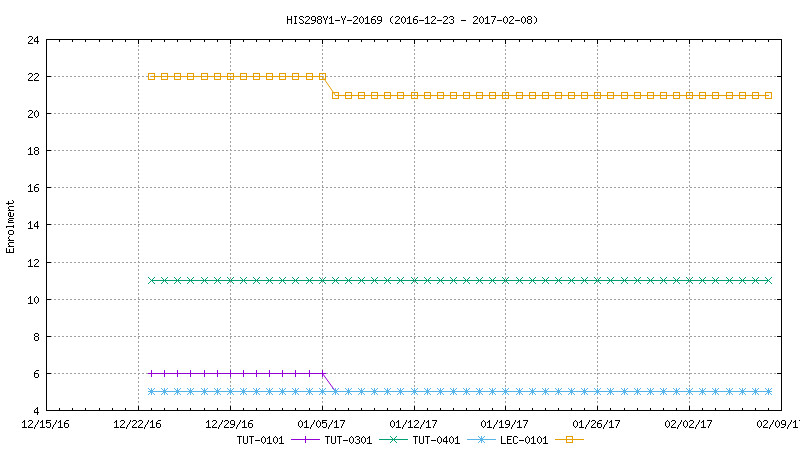 HIS298Y1-Y-20169 (2016-12-23 - 2017-02-08)
24
22
20
18
16
14
12
10
8
6
4
Enrolment
12/15/16 12/22/16 12/29/16 01/05/17 01/12/17 01/19/17 01/26/17 02/02/17 02/09/1
TUT-0101 TUT-0301 TUT-0401 LEC-0101